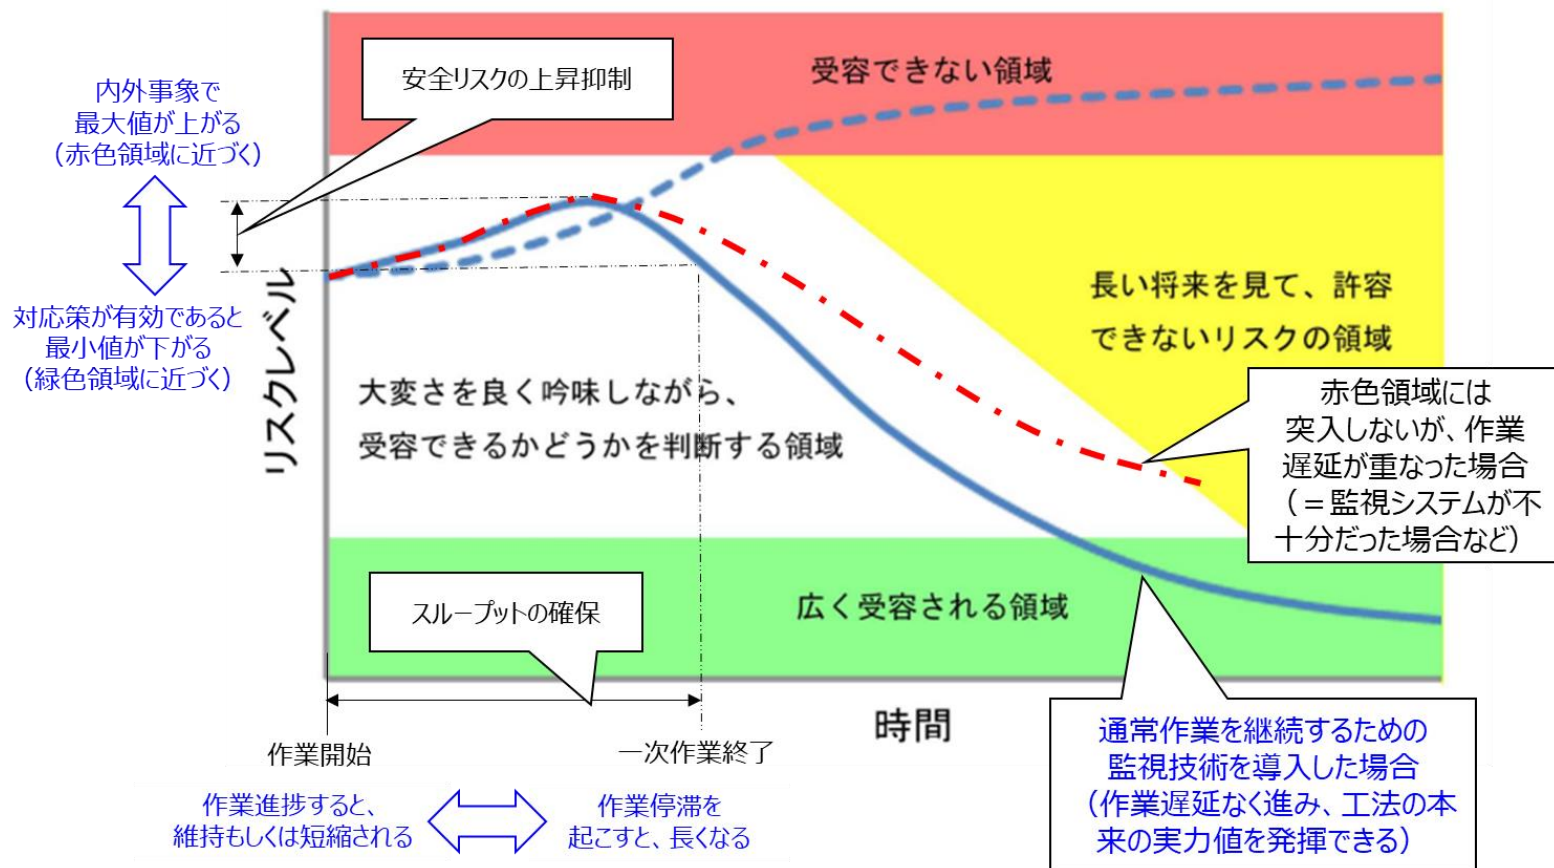 受容できない領域
安全リスクの上昇抑制
内外事象で
最大値が上がる
（赤色領域に近づく）
対応策が有効であると
最小値が下がる
（緑色領域に近づく）
リスクレベル
長い将来を見て、許容
できないリスクの領域
大変さを良く吟味しながら、
受容できるかどうかを判断する領域
赤色領域には
突入しないが、作業
遅延が重なった場合
（＝監視システムが不
十分だった場合など）
広く受容される領域
スループットの確保
時間
作業開始
一次作業終了
作業進捗すると、
維持もしくは短縮される
作業停滞を
起こすと、長くなる
通常作業を継続するための
監視技術を導入した場合
（作業遅延なく進み、工法の本
来の実力値を発揮できる）